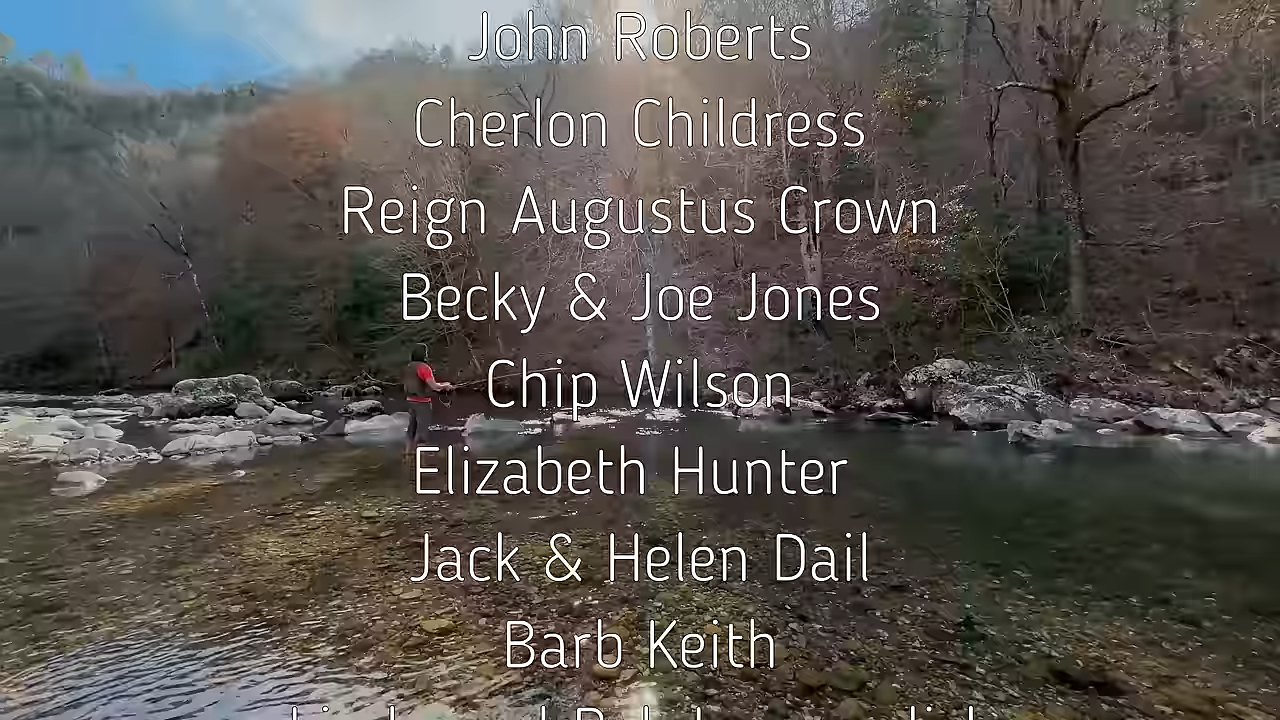 John Roberts
Cherlon Childress
Reign Augustus Crown
Becky & Joe Jones
Chip Wilson
Elizabeth Hunter
Jack & Helen Dail
Barb Keith